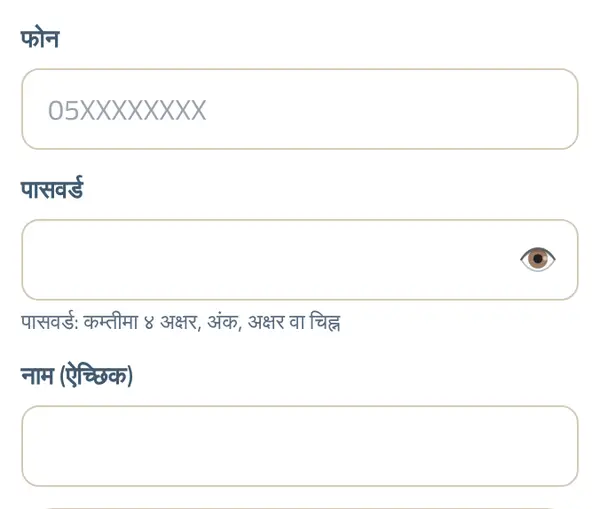 फोन
05XXXXXXXX
पासवर्ड
पासवर्ड: कम्तीमा ४ अक्षर, अंक, अक्षर वा चिह्न
नाम (ऐच्छिक)